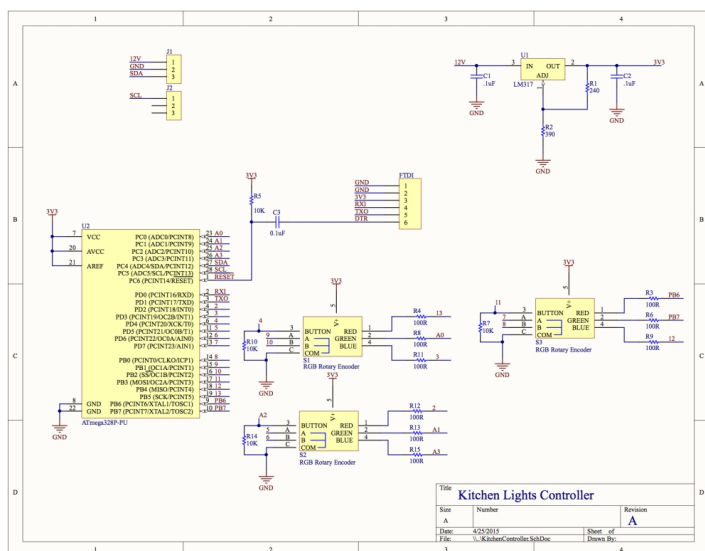 1 2 3 4
A A
B B
C C
D D
J1
12V 1
GND 2
SDA 3
J2
SCL 1
2
3
U1
12V 3 IN OUT 2 3V3
ADJ
1
LM317
C1
.1uF
R1
240
C2
.1uF
GND
GND
R2
390
GND
3V3
R5
10K
C3
0.1uF
FTDI
GND 1
GND 2
3V3 3
RXI 4
TXO 5
DTR 6
3V3
U2
7 VCC
20 AVCC
21 AREF
8 GND
22 GND
GND
PC0 (ADC0/PCINT8) 23 A0
PC1 (ADC1/PCINT9) 24 A1
PC2 (ADC2/PCINT10) 25 A2
PC3 (ADC3/PCINT11) 26 A3
PC4 (ADC4/SDA/PCINT12) 27 SDA
PC5 (ADC5/SCL/PCINT13) 28 SCL
PC6 (PCINT14/RESET) 1 RESET
PD0 (PCINT16/RXD) 2 RXI
PD1 (PCINT17/TXD) 3 TXO
PD2 (PCINT18/INT0) 4 2
PD3 (PCINT19/OC2B/INT1) 5 3
PD4 (PCINT20/XCK/T0) 6 4
PD5 (PCINT21/OC0B/T1) 11 5
PD6 (PCINT22/OC0A/AIN0) 12 6
PD7 (PCINT23/AIN1) 13 7
PB0 (PCINT0/CLKO/ICP1) 14 8
PB1 (OC1A/PCINT1) 15 9
PB2 (SS/OC1B/PCINT2) 16 10
PB3 (MOSI/OC2A/PCINT3) 17 11
PB4 (MISO/PCINT4) 18 12
PB5 (SCK/PCINT5) 19 13
PB6 (PCINT6/XTAL1/TOSC1) 9 PB6
PB7 (PCINT7/XTAL2/TOSC2) 10 PB7
ATmega328P-PU
3V3
5
V+
4 3 BUTTON RED 1 R4 13
100R
9 A GREEN 2 R8 A0
100R
10 B BLUE 4 R11 3
100R
C COM
R10
10K
S1
RGB Rotary Encoder
GND
3V3
5
V+
A2 3 BUTTON RED 1 R12 2
100R
5 A GREEN 2 R13 A1
100R
6 B BLUE 4 R15 A3
100R
C COM
R14
10K
S2
RGB Rotary Encoder
GND
3V3
5
V+
11 3 BUTTON RED 1 R3 PB6
100R
7 A GREEN 2 R6 PB7
100R
8 B BLUE 4 R9 12
100R
C COM
R7
10K
S3
RGB Rotary Encoder
GND
Title
Kitchen Lights Controller
Size Number Revision
A A
Date: 4/25/2015 Sheet of
File: \\..\KitchenController.SchDoc Drawn By:
1 2 3 4